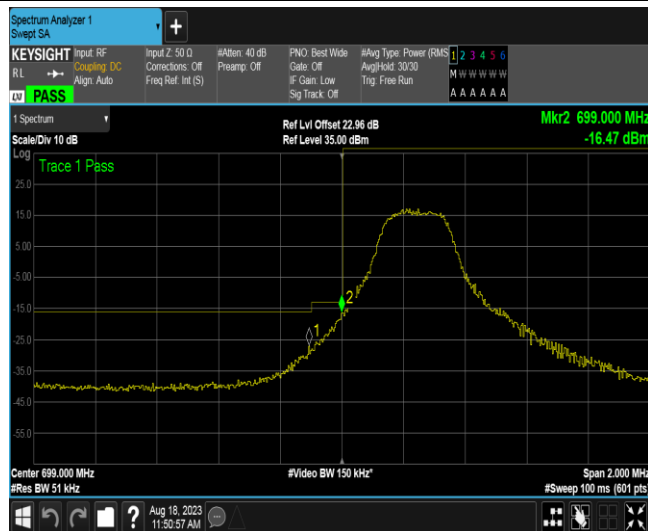 Spectrum Analyzer 1
Swept SA
+
KEYSIGHT Input: RF Input Z: 50 Ω #Atten: 40 dB PNO: Best Wide #Avg Type: Power (RMS 1 2 3 4 5 6
RL Coupling: DC Corrections: Off Preamp: Off Gate: Off Avg|Hold: 30/30 M W W W W W
Align: Auto Freq Ref: Int (S) IF Gain: Low Trig: Free Run
LXI PASS Sig Track: Off A A A A A A
1 Spectrum Ref Lvl Offset 22.96 dB Mkr2 699.000 MHz
Scale/Div 10 dB Ref Level 35.00 dBm -16.47 dBm
Log
Trace 1 Pass
25.0
15.0
5.00
-5.00
-15.0
2
1
-25.0
-35.0
-45.0
-55.0
Center 699.000 MHz #Video BW 150 kHz* Span 2.000 MHz
#Res BW 51 kHz #Sweep 100 ms (601 pts)
? Aug 18, 2023
11:50:57 AM